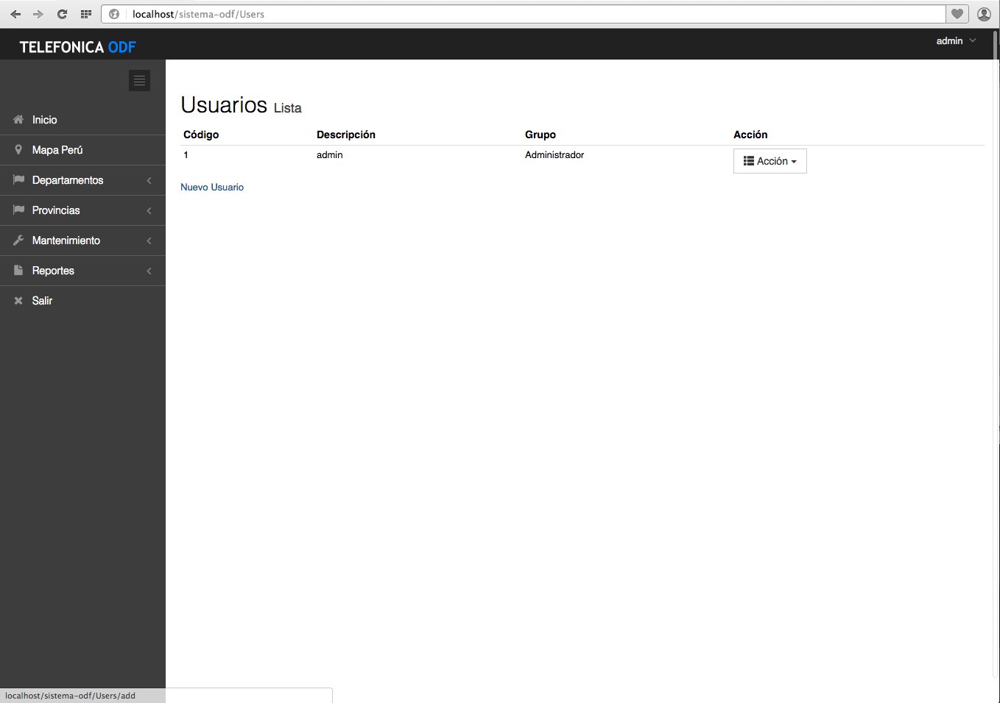 localhost/sistema-odf/Users
TELEFONICA ODF
admin
Inicio
Mapa Perú
Departamentos
Provincias
Mantenimiento
Reportes
Salir
Usuarios Lista
Código Descripción Grupo Acción
1 admin Administrador Acción
Nuevo Usuario
localhost/sistema-odf/Users/add